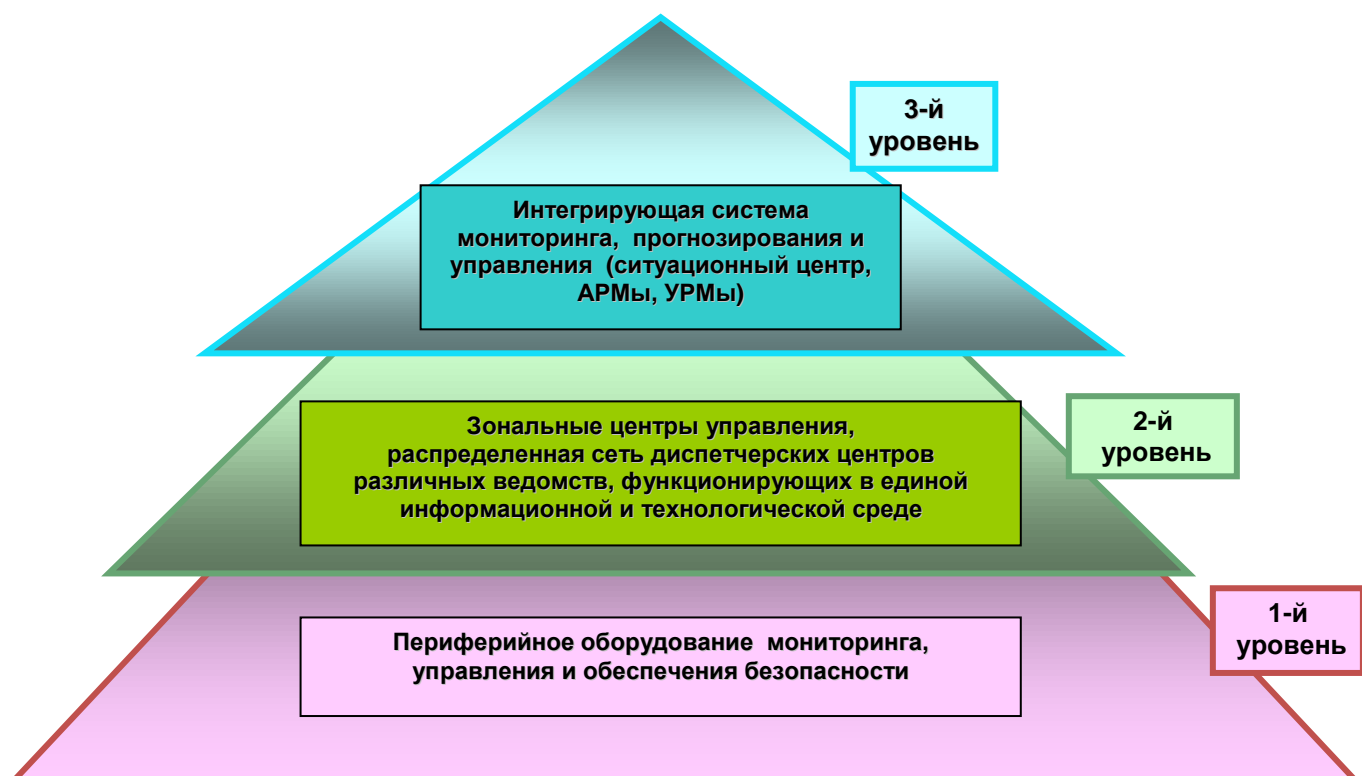 3-й
уровень
Интегрирующая система
мониторинга, прогнозирования и
управления (ситуационный центр,
АРМы, УРМы)
2-й
уровень
Зональные центры управления,
распределенная сеть диспетчерских центров
различных ведомств, функционирующих в единой
информационной и технологической среде
1-й
уровень
Периферийное оборудование мониторинга,
управления и обеспечения безопасности